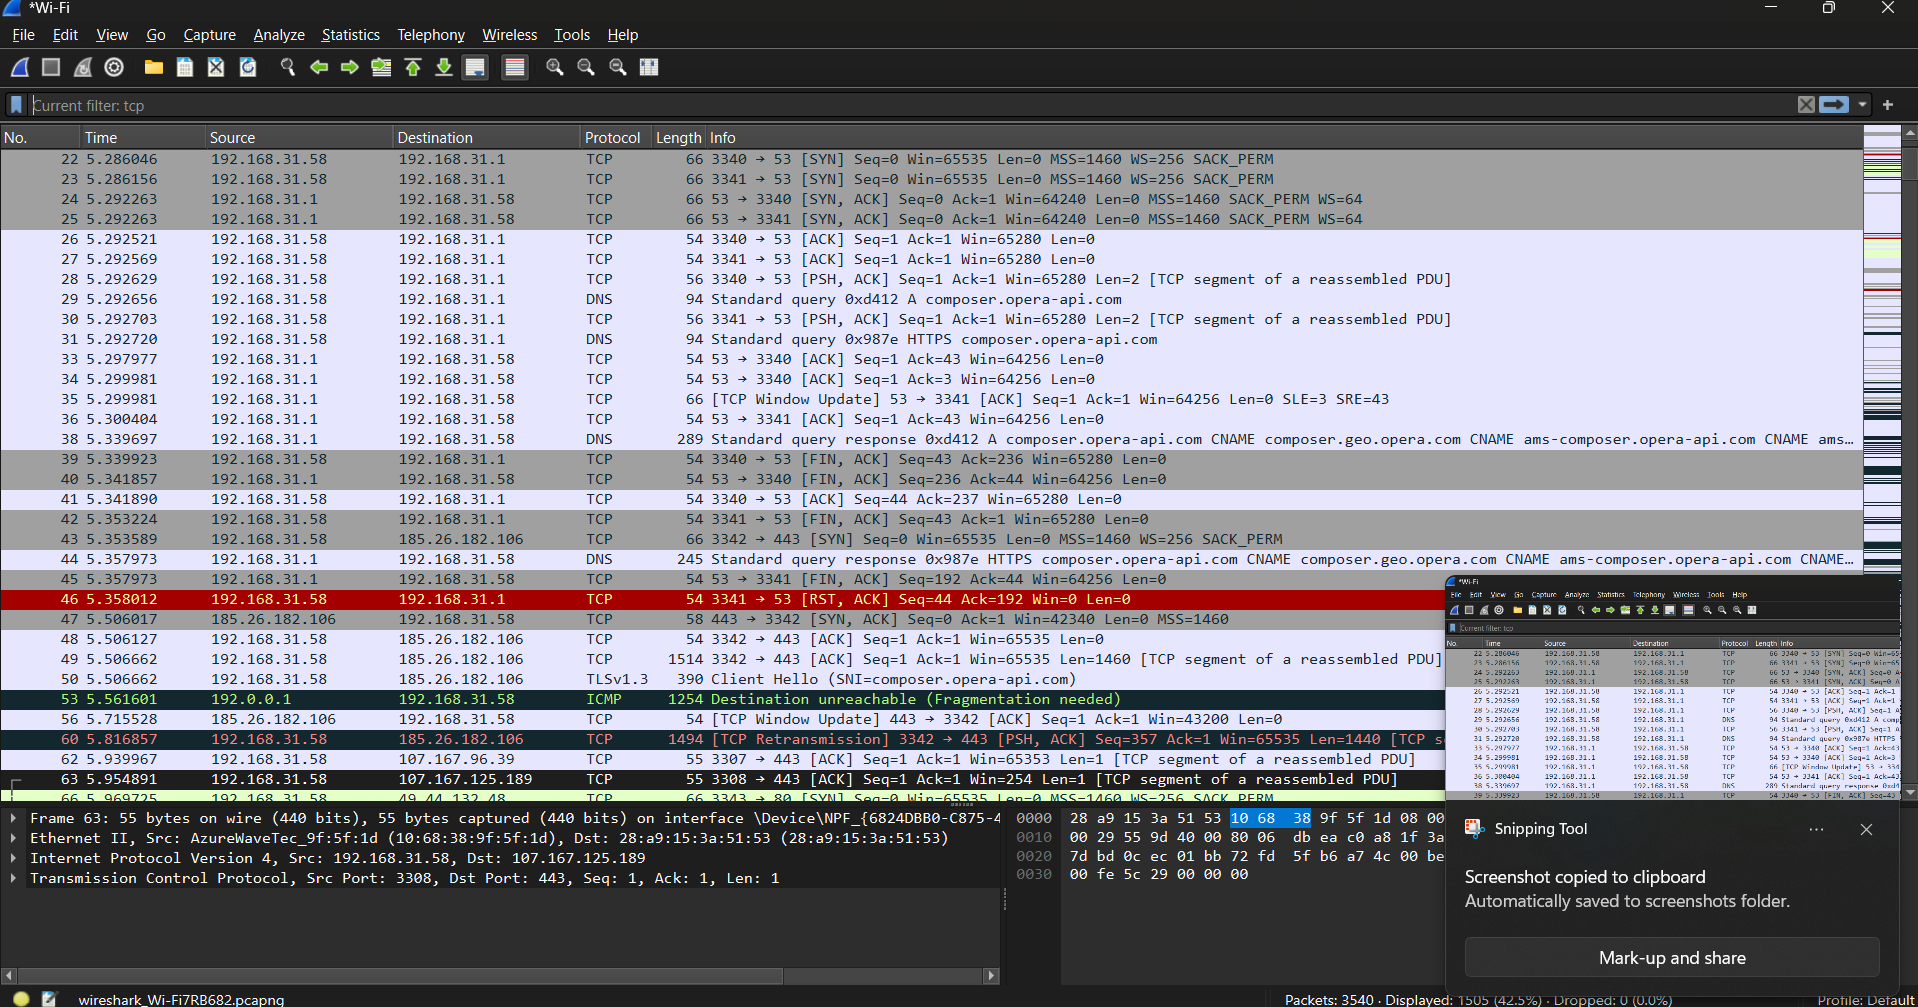 *Wi-Fi
File Edit View Go Capture Analyze Statistics Telephony Wireless Tools Help
Current filter: tcp
No. Time Source Destination Protocol Length Info
22 5.286046 192.168.31.58 192.168.31.1 TCP 66 3340 → 53 [SYN] Seq=0 Win=65535 Len=0 MSS=1460 WS=256 SACK_PERM
23 5.286156 192.168.31.58 192.168.31.1 TCP 66 3341 → 53 [SYN] Seq=0 Win=65535 Len=0 MSS=1460 WS=256 SACK_PERM
24 5.292263 192.168.31.1 192.168.31.58 TCP 66 53 → 3340 [SYN, ACK] Seq=0 Ack=1 Win=64240 Len=0 MSS=1460 SACK_PERM WS=64
25 5.292263 192.168.31.1 192.168.31.58 TCP 66 53 → 3341 [SYN, ACK] Seq=0 Ack=1 Win=64240 Len=0 MSS=1460 SACK_PERM WS=64
26 5.292521 192.168.31.58 192.168.31.1 TCP 54 3340 → 53 [ACK] Seq=1 Ack=1 Win=65280 Len=0
27 5.292569 192.168.31.58 192.168.31.1 TCP 54 3341 → 53 [ACK] Seq=1 Ack=1 Win=65280 Len=0
28 5.292629 192.168.31.58 192.168.31.1 TCP 56 3340 → 53 [PSH, ACK] Seq=1 Ack=1 Win=65280 Len=2 [TCP segment of a reassembled PDU]
29 5.292656 192.168.31.58 192.168.31.1 DNS 94 Standard query 0xd412 A composer.opera-api.com
30 5.292703 192.168.31.58 192.168.31.1 TCP 56 3341 → 53 [PSH, ACK] Seq=1 Ack=1 Win=65280 Len=2 [TCP segment of a reassembled PDU]
31 5.292720 192.168.31.58 192.168.31.1 DNS 94 Standard query 0x987e HTTPS composer.opera-api.com
33 5.297977 192.168.31.1 192.168.31.58 TCP 54 53 → 3340 [ACK] Seq=1 Ack=43 Win=64256 Len=0
34 5.299981 192.168.31.1 192.168.31.58 TCP 54 53 → 3340 [ACK] Seq=1 Ack=3 Win=64256 Len=0
35 5.299981 192.168.31.1 192.168.31.58 TCP 66 [TCP Window Update] 53 → 3341 [ACK] Seq=1 Ack=1 Win=64256 Len=0 SLE=3 SRE=43
36 5.300404 192.168.31.1 192.168.31.58 TCP 54 53 → 3341 [ACK] Seq=1 Ack=43 Win=64256 Len=0
38 5.339697 192.168.31.1 192.168.31.58 DNS 289 Standard query response 0xd412 A composer.opera-api.com CNAME composer.geo.opera.com CNAME ams-composer.opera-api.com CNAME ams…
39 5.339923 192.168.31.58 192.168.31.1 TCP 54 3340 → 53 [FIN, ACK] Seq=43 Ack=236 Win=65280 Len=0
40 5.341857 192.168.31.1 192.168.31.58 TCP 54 53 → 3340 [FIN, ACK] Seq=236 Ack=44 Win=64256 Len=0
41 5.341890 192.168.31.58 192.168.31.1 TCP 54 3340 → 53 [ACK] Seq=44 Ack=237 Win=65280 Len=0
42 5.353224 192.168.31.58 192.168.31.1 TCP 54 3341 → 53 [FIN, ACK] Seq=43 Ack=1 Win=65280 Len=0
43 5.353589 192.168.31.58 185.26.182.106 TCP 66 3342 → 443 [SYN] Seq=0 Win=65535 Len=0 MSS=1460 WS=256 SACK_PERM
44 5.357973 192.168.31.1 192.168.31.58 DNS 245 Standard query response 0x987e HTTPS composer.opera-api.com CNAME composer.geo.opera.com CNAME ams-composer.opera-api.com CNAME…
45 5.357973 192.168.31.1 192.168.31.58 TCP 54 53 → 3341 [FIN, ACK] Seq=192 Ack=44 Win=64256 Len=0
46 5.358012 192.168.31.58 192.168.31.1 TCP 54 3341 → 53 [RST, ACK] Seq=44 Ack=192 Win=0 Len=0
47 5.506017 185.26.182.106 192.168.31.58 TCP 58 443 → 3342 [SYN, ACK] Seq=0 Ack=1 Win=42340 Len=0 MSS=1460
48 5.506127 192.168.31.58 185.26.182.106 TCP 54 3342 → 443 [ACK] Seq=1 Ack=1 Win=65535 Len=0
49 5.506662 192.168.31.58 185.26.182.106 TCP 1514 3342 → 443 [ACK] Seq=1 Ack=1 Win=65535 Len=1460 [TCP segment of a reassembled PDU]
50 5.506662 192.168.31.58 185.26.182.106 TLSv1.3 390 Client Hello (SNI=composer.opera-api.com)
53 5.561601 192.0.0.1 192.168.31.58 ICMP 1254 Destination unreachable (Fragmentation needed)
56 5.715528 185.26.182.106 192.168.31.58 TCP 54 [TCP Window Update] 443 → 3342 [ACK] Seq=1 Ack=1 Win=43200 Len=0
60 5.816857 192.168.31.58 185.26.182.106 TCP 1494 [TCP Retransmission] 3342 → 443 [PSH, ACK] Seq=357 Ack=1 Win=65535 Len=1440 [TCP s
62 5.939967 192.168.31.58 107.167.96.39 TCP 55 3307 → 443 [ACK] Seq=1 Ack=1 Win=65353 Len=1 [TCP segment of a reassembled PDU]
63 5.954891 192.168.31.58 107.167.125.189 TCP 55 3308 → 443 [ACK] Seq=1 Ack=1 Win=254 Len=1 [TCP segment of a reassembled PDU]
66 5.969725 192.168.31.58 49.44.132.48 TCP 66 3343 → 80 [SYN] Seq=0 Win=65535 Len=0 MSS=1460 WS=256 SACK_PERM
Frame 63: 55 bytes on wire (440 bits), 55 bytes captured (440 bits) on interface \Device\NPF_{6824DBB0-C875-4
Ethernet II, Src: AzureWaveTec_9f:5f:1d (10:68:38:9f:5f:1d), Dst: 28:a9:15:3a:51:53 (28:a9:15:3a:51:53)
Internet Protocol Version 4, Src: 192.168.31.58, Dst: 107.167.125.189
Transmission Control Protocol, Src Port: 3308, Dst Port: 443, Seq: 1, Ack: 1, Len: 1
0000 28 a9 15 3a 51 53 10 68 38 9f 5f 1d 08 00
0010 00 29 55 9d 40 00 80 06 db ea c0 a8 1f 3a
0020 7d bd 0c ec 01 bb 72 fd 5f b6 a7 4c 00 be
0030 00 fe 5c 29 00 00 00
Snipping Tool
Screenshot copied to clipboard
Automatically saved to screenshots folder.
Mark-up and share
wireshark_Wi-Fi7RB682.pcapng
Packets: 3540 · Displayed: 1505 (42.5%) · Dropped: 0 (0.0%)
Profile: Default